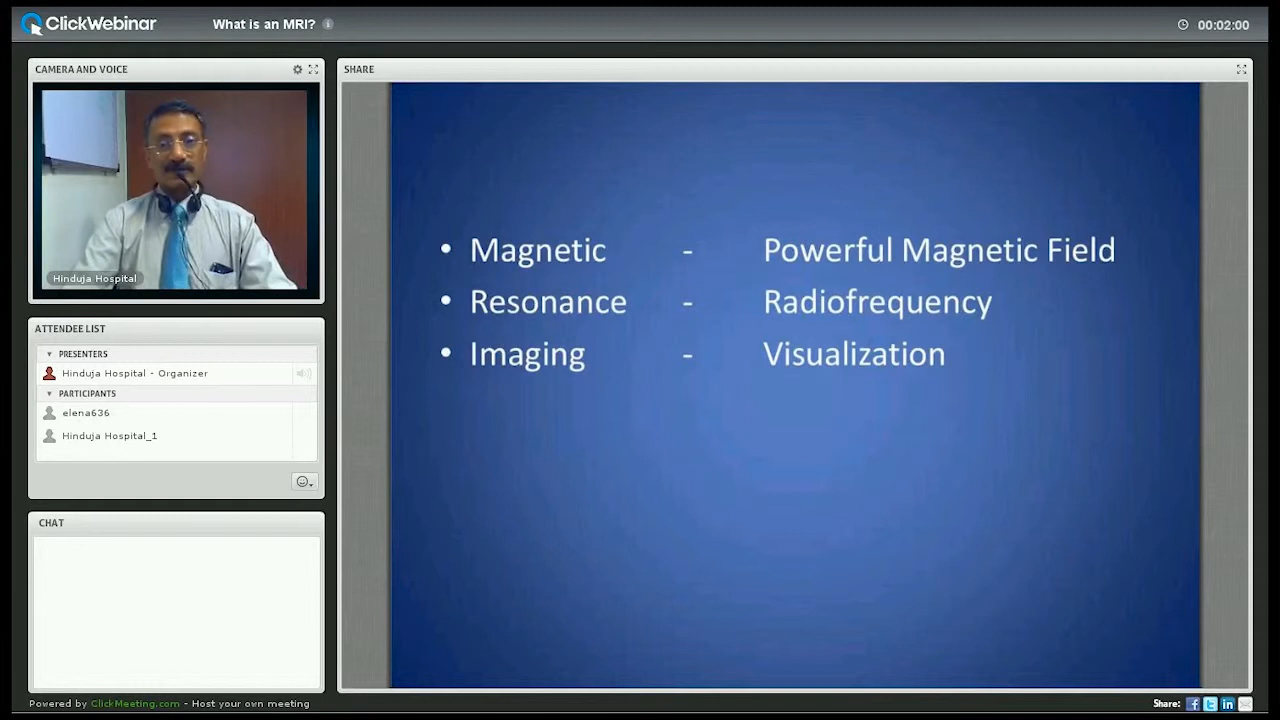 ClickWebinar
What is an MRI?
00:02:00
CAMERA AND VOICE
Hinduja Hospital
ATTENDEE LIST
PRESENTERS
Hinduja Hospital - Organizer
PARTICIPANTS
elena636
Hinduja Hospital_1
CHAT
SHARE
• Magnetic - Powerful Magnetic Field
• Resonance - Radiofrequency
• Imaging - Visualization
Powered by ClickMeeting.com - Host your own meeting
Share: